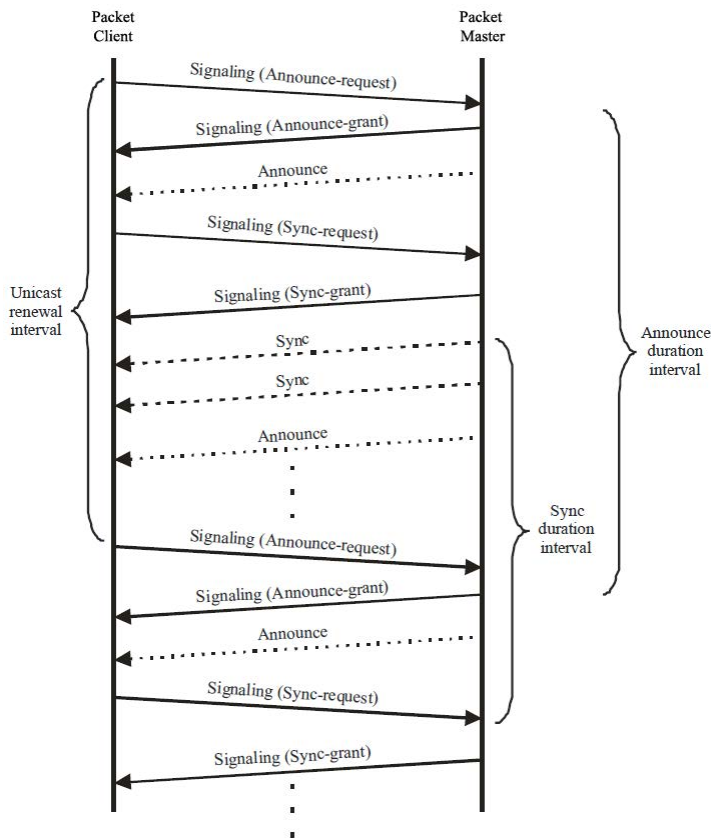 Packet
Client
Packet
Master
Signaling (Announce-request)
Signaling (Announce-grant)
Announce
Signaling (Sync-request)
Signaling (Sync-grant)
Unicast
renewal
interval
Sync
Announce
duration
interval
Sync
Announce
Sync
duration
interval
Signaling (Announce-request)
Signaling (Announce-grant)
Announce
Signaling (Sync-request)
Signaling (Sync-grant)